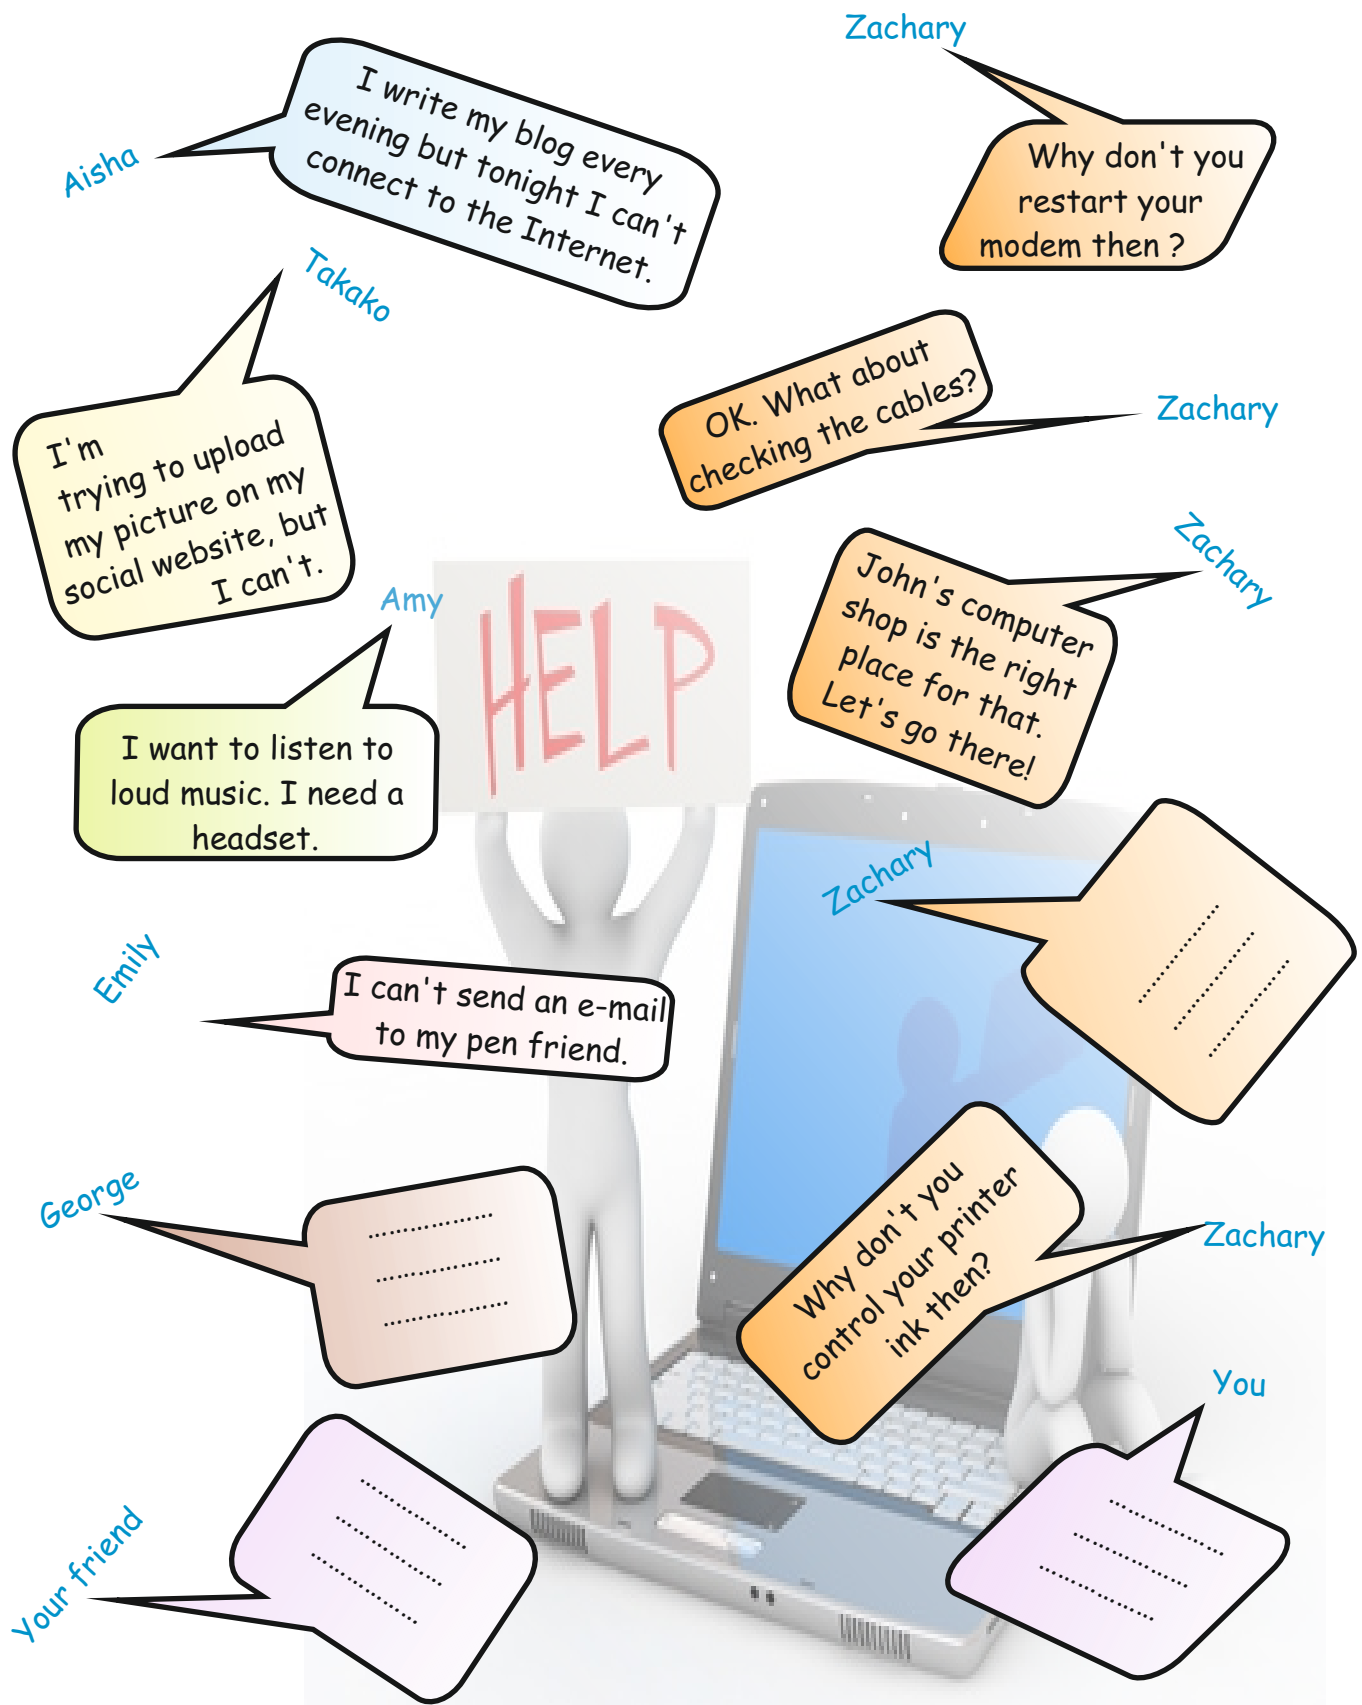 Zachary
Why don't you
restart your
modem then ?
Aisha
I write my blog every
evening but tonight I can't
connect to the Internet.
Takako
I'm
trying to upload
my picture on my
social website, but
I can't.
OK. What about
checking the cables?
Zachary
Amy
I want to listen to
loud music. I need a
headset.
HELP
Zachary
John's computer
shop is the right
place for that.
Let's go there!
Emily
I can't send an e-mail
to my pen friend.
Zachary
....................
....................
....................
George
....................
....................
....................
Why don't you
control your printer
ink then?
Zachary
Your friend
....................
....................
....................
You
....................
....................
....................